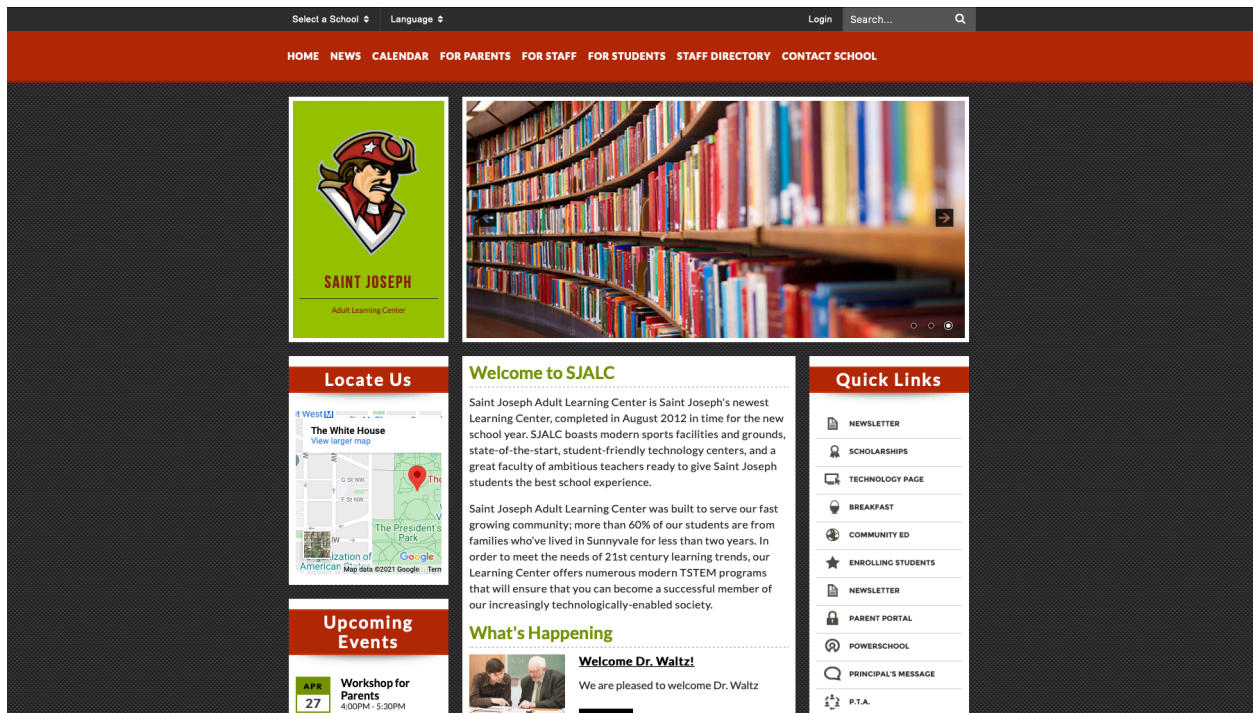 Select a School
Language
Login
Search...
HOME NEWS CALENDAR FOR PARENTS FOR STAFF FOR STUDENTS STAFF DIRECTORY CONTACT SCHOOL
SAINT JOSEPH
Adult Learning Center
Locate Us
West M
The White House
View larger map
G St NW
F St NW
The
The President's
Park
American
Google
Map data ©2021 Google
Upcoming
Events
APR
27
Workshop for
Parents
4:00PM - 5:30PM
Welcome to SJALC
Saint Joseph Adult Learning Center is Saint Joseph's newest
Learning Center, completed in August 2012 in time for the new
school year. SJALC boasts modern sports facilities and grounds,
state-of-the-start, student-friendly technology centers, and a
great faculty of ambitious teachers ready to give Saint Joseph
students the best school experience.
Saint Joseph Adult Learning Center was built to serve our fast
growing community; more than 60% of our students are from
families who've lived in Sunnyvale for less than two years. In
order to meet the needs of 21st century learning trends, our
Learning Center offers numerous modern TSTEM programs
that will ensure that you can become a successful member of
our increasingly technologically-enabled society.
What's Happening
Welcome Dr. Waltz!
We are pleased to welcome Dr. Waltz
Quick Links
NEWSLETTER
SCHOLARSHIPS
TECHNOLOGY PAGE
BREAKFAST
COMMUNITY ED
ENROLLING STUDENTS
NEWSLETTER
PARENT PORTAL
POWERSCHOOL
PRINCIPAL'S MESSAGE
P.T.A.